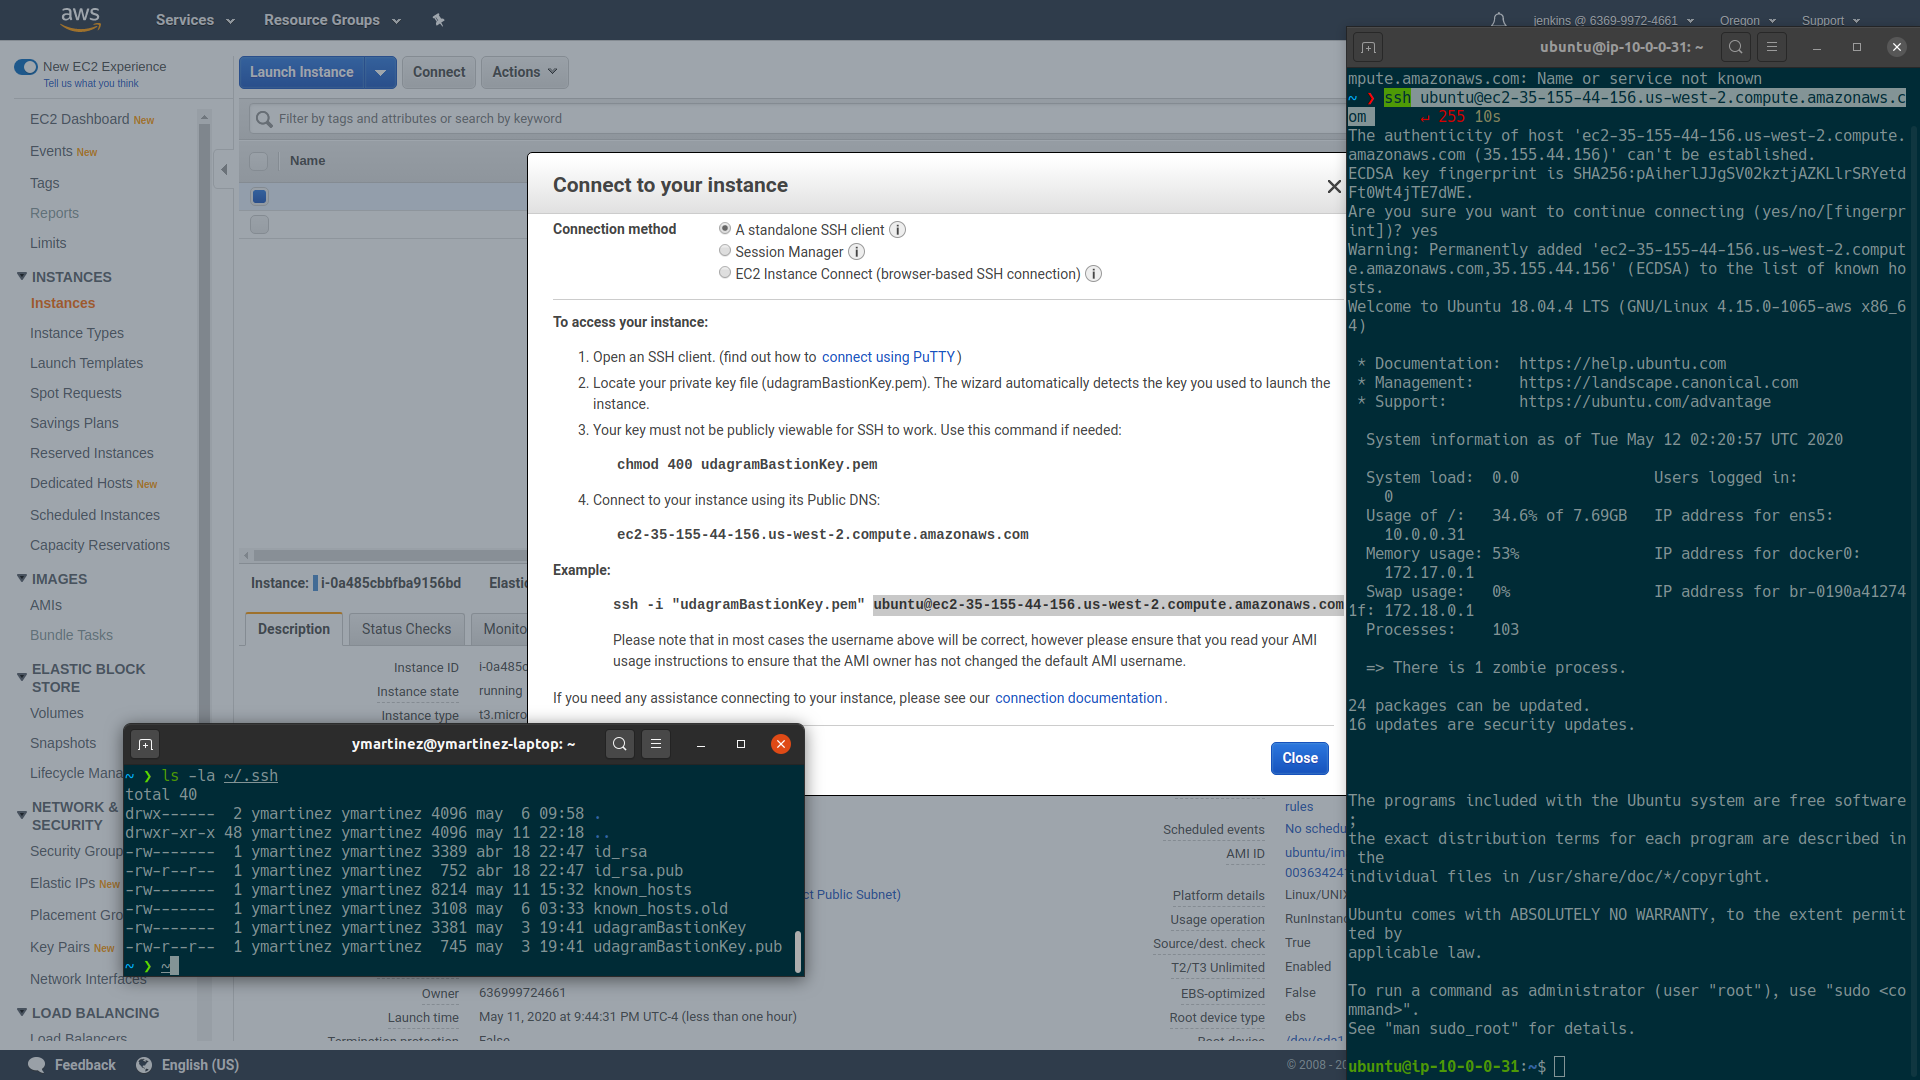 aws Services Resource Groups jenkins @ 6369-9972-4661 Oregon Support
New EC2 Experience
Tell us what you think
EC2 Dashboard New
Events New
Tags
Reports
Limits
INSTANCES
Instances
Instance Types
Launch Templates
Spot Requests
Savings Plans
Reserved Instances
Dedicated Hosts New
Scheduled Instances
Capacity Reservations
IMAGES
AMIs
Bundle Tasks
ELASTIC BLOCK
STORE
Volumes
Snapshots
Lifecycle Mana
NETWORK &
SECURITY
Security Group
Elastic IPs New
Placement Gro
Key Pairs New
Network Interfaces
LOAD BALANCING
Load Balancers
Launch Instance Connect Actions
Filter by tags and attributes or search by keyword
Name
Instance: i-0a485cbbfba9156bd Elastic
Description Status Checks Monito
Instance ID i-0a485c
Instance state running
Instance type t3.micro
Connect to your instance
Connection method A standalone SSH client i
Session Manager i
EC2 Instance Connect (browser-based SSH connection) i
To access your instance:
1. Open an SSH client. (find out how to connect using PuTTY)
2. Locate your private key file (udagramBastionKey.pem). The wizard automatically detects the key you used to launch the
instance.
3. Your key must not be publicly viewable for SSH to work. Use this command if needed:
chmod 400 udagramBastionKey.pem
4. Connect to your instance using its Public DNS:
ec2-35-155-44-156.us-west-2.compute.amazonaws.com
Example:
ssh -i "udagramBastionKey.pem" ubuntu@ec2-35-155-44-156.us-west-2.compute.amazonaws.com
Please note that in most cases the username above will be correct, however please ensure that you read your AMI
usage instructions to ensure that the AMI owner has not changed the default AMI username.
If you need any assistance connecting to your instance, please see our connection documentation.
Close
ymartinez@ymartinez-laptop: ~
~ ❯ ls -la ~/.ssh
total 40
drwx------ 2 ymartinez ymartinez 4096 may 6 09:58 .
drwxr-xr-x 48 ymartinez ymartinez 4096 may 11 22:18 ..
-rw------- 1 ymartinez ymartinez 3389 abr 18 22:47 id_rsa
-rw-r--r-- 1 ymartinez ymartinez 752 abr 18 22:47 id_rsa.pub
-rw------- 1 ymartinez ymartinez 8214 may 11 15:32 known_hosts
-rw------- 1 ymartinez ymartinez 3108 may 6 03:33 known_hosts.old
-rw------- 1 ymartinez ymartinez 3381 may 3 19:41 udagramBastionKey
-rw-r--r-- 1 ymartinez ymartinez 745 may 3 19:41 udagramBastionKey.pub
~ ❯ ~
ct Public Subnet)
Owner 636999724661
Launch time May 11, 2020 at 9:44:31 PM UTC-4 (less than one hour)
Termination protection False
rules
Scheduled events No schedu
AMI ID ubuntu/im
00363424
Platform details Linux/UNIX
Usage operation RunInstanc
Source/dest. check True
T2/T3 Unlimited Enabled
EBS-optimized False
Root device type ebs
Root device /dev/sda1
Feedback English (US) © 2008 - 20
ubuntu@ip-10-0-0-31: ~
mpute.amazonaws.com: Name or service not known
~ ❯ ssh ubuntu@ec2-35-155-44-156.us-west-2.compute.amazonaws.c
om ↵ 255 10s
The authenticity of host 'ec2-35-155-44-156.us-west-2.compute.
amazonaws.com (35.155.44.156)' can't be established.
ECDSA key fingerprint is SHA256:pAiherlJJgSV02kztjAZKLlrSRYetd
Ft0Wt4jTE7dWE.
Are you sure you want to continue connecting (yes/no/[fingerpr
int])? yes
Warning: Permanently added 'ec2-35-155-44-156.us-west-2.comput
e.amazonaws.com,35.155.44.156' (ECDSA) to the list of known ho
sts.
Welcome to Ubuntu 18.04.4 LTS (GNU/Linux 4.15.0-1065-aws x86_6
4)
* Documentation: https://help.ubuntu.com
* Management: https://landscape.canonical.com
* Support: https://ubuntu.com/advantage
System information as of Tue May 12 02:20:57 UTC 2020
System load: 0.0 Users logged in:
0
Usage of /: 34.6% of 7.69GB IP address for ens5:
10.0.0.31
Memory usage: 53% IP address for docker0:
172.17.0.1
Swap usage: 0% IP address for br-0190a41274
1f: 172.18.0.1
Processes: 103
=> There is 1 zombie process.
24 packages can be updated.
16 updates are security updates.
The programs included with the Ubuntu system are free software
;
the exact distribution terms for each program are described in
the
individual files in /usr/share/doc/*/copyright.
Ubuntu comes with ABSOLUTELY NO WARRANTY, to the extent permit
ted by
applicable law.
To run a command as administrator (user "root"), use "sudo <co
mmand>".
See "man sudo_root" for details.
ubuntu@ip-10-0-0-31:~$